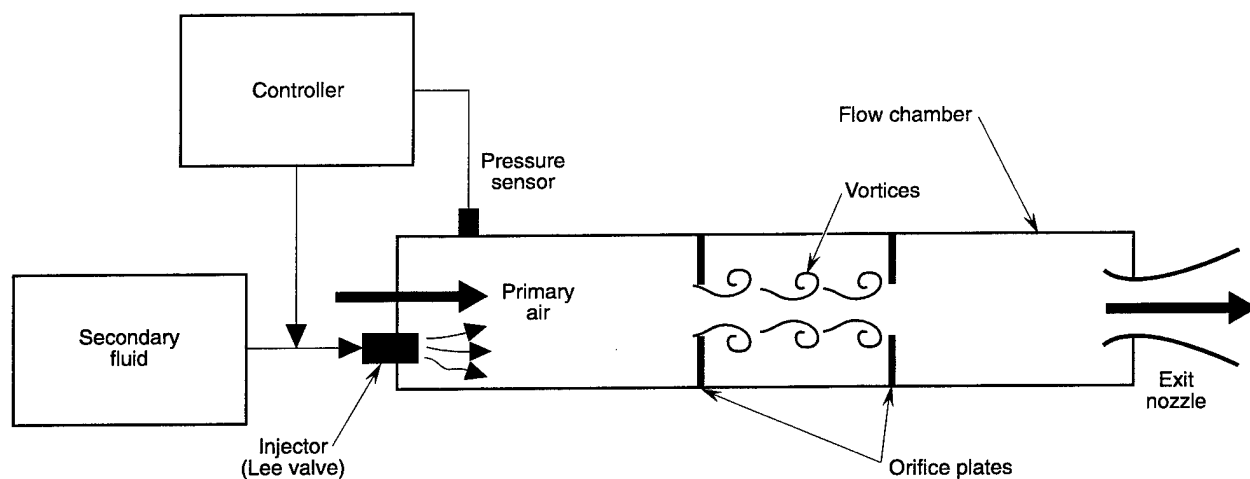 Controller
Flow chamber
Pressure
sensor
Vortices
Primary
air
Secondary
fluid
Exit
nozzle
Injector
(Lee valve)
Orifice plates